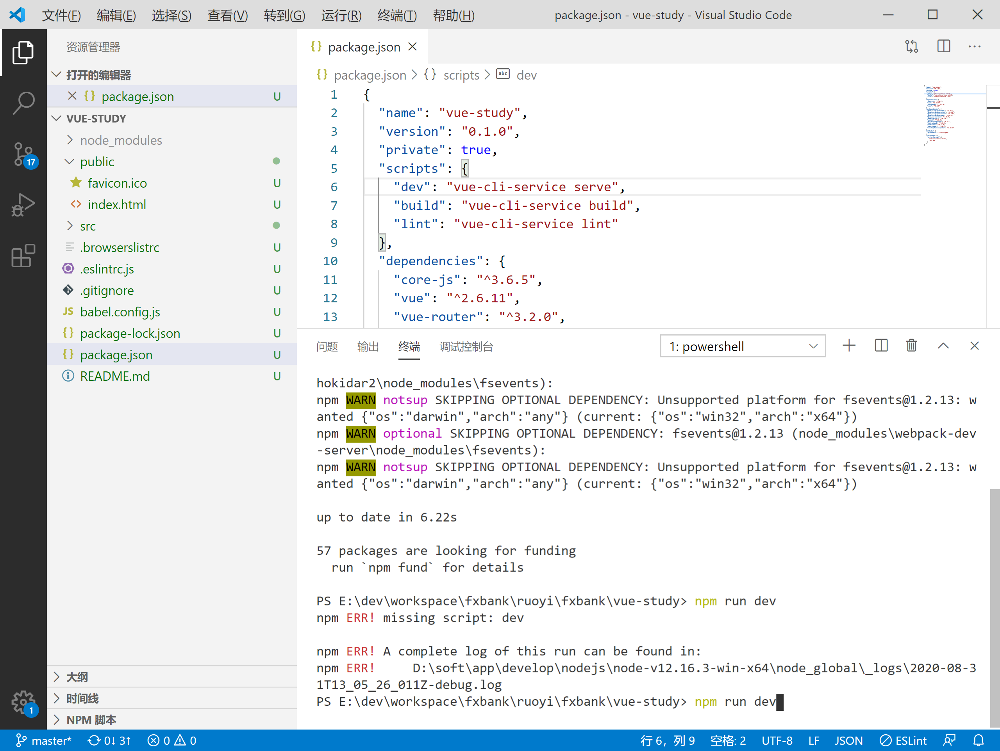 文件(F) 编辑(E) 选择(S) 查看(V) 转到(G) 运行(R) 终端(T) 帮助(H) package.json - vue-study - Visual Studio Code
资源管理器
打开的编辑器
package.json U
VUE-STUDY
node_modules
public
favicon.ico U
index.html U
src
.browserslistrc U
.eslintrc.js U
.gitignore U
JS babel.config.js U
{} package-lock.json U
{} package.json U
README.md U
大纲
时间线
NPM 脚本
17
1
{} package.json
{} package.json > {} scripts > abc dev
1 {
2 "name": "vue-study",
3 "version": "0.1.0",
4 "private": true,
5 "scripts": {
6 "dev": "vue-cli-service serve",
7 "build": "vue-cli-service build",
8 "lint": "vue-cli-service lint"
9 },
10 "dependencies": {
11 "core-js": "^3.6.5",
12 "vue": "^2.6.11",
13 "vue-router": "^3.2.0",
问题 输出 终端 调试控制台 1: powershell
hokidar2\node_modules\fsevents):
npm WARN notsup SKIPPING OPTIONAL DEPENDENCY: Unsupported platform for fsevents@1.2.13: w
anted {"os":"darwin","arch":"any"} (current: {"os":"win32","arch":"x64"})
npm WARN optional SKIPPING OPTIONAL DEPENDENCY: fsevents@1.2.13 (node_modules\webpack-dev
-server\node_modules\fsevents):
npm WARN notsup SKIPPING OPTIONAL DEPENDENCY: Unsupported platform for fsevents@1.2.13: w
anted {"os":"darwin","arch":"any"} (current: {"os":"win32","arch":"x64"})
up to date in 6.22s
57 packages are looking for funding
run `npm fund` for details
PS E:\dev\workspace\fxbank\ruoyi\fxbank\vue-study> npm run dev
npm ERR! missing script: dev
npm ERR! A complete log of this run can be found in:
npm ERR! D:\soft\app\develop\nodejs\node-v12.16.3-win-x64\node_global\_logs\2020-08-3
1T13_05_26_011Z-debug.log
PS E:\dev\workspace\fxbank\ruoyi\fxbank\vue-study> npm run dev
master* 0↓ 3↑ 0 0 行 6, 列 9 空格: 2 UTF-8 LF JSON ESLint